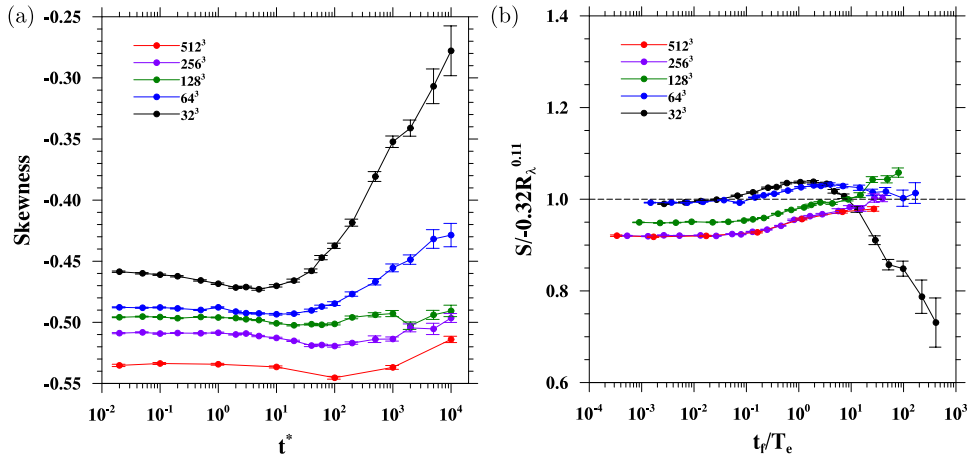 (a)
Skewness
-0.25
-0.30
-0.35
-0.40
-0.45
-0.50
-0.55
512³
256³
128³
64³
32³
10⁻² 10⁻¹ 10⁰ 10¹ 10² 10³ 10⁴
t*
(b)
S/-0.32R_λ^0.11
1.4
1.2
1.0
0.8
0.6
512³
256³
128³
64³
32³
10⁻⁴ 10⁻³ 10⁻² 10⁻¹ 10⁰ 10¹ 10² 10³
t_f/T_e